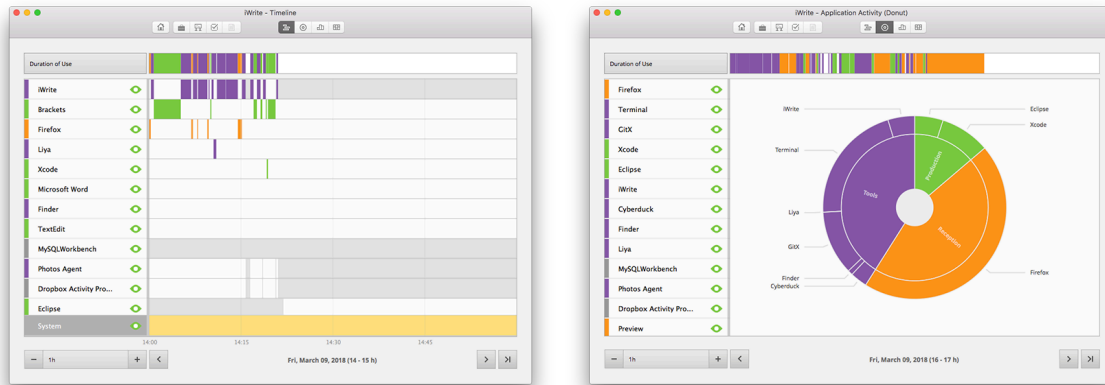 iWrite - Timeline
Duration of Use
iWrite
Brackets
Firefox
Liya
Xcode
Microsoft Word
Finder
TextEdit
MySQLWorkbench
Photos Agent
Dropbox Activity Pro...
Eclipse
System
14:00 14:15 14:30 14:45
1h
Fri, March 09, 2018 (14 - 15 h)
iWrite - Application Activity (Donut)
Duration of Use
Firefox
Terminal
GitX
Xcode
Eclipse
iWrite
Cyberduck
Finder
Liya
MySQLWorkbench
Photos Agent
Dropbox Activity Pro...
Preview
iWrite
Eclipse
Xcode
Terminal
Production
Tools
Liya
Reception
GitX
Firefox
Finder
Cyberduck
1h
Fri, March 09, 2018 (16 - 17 h)